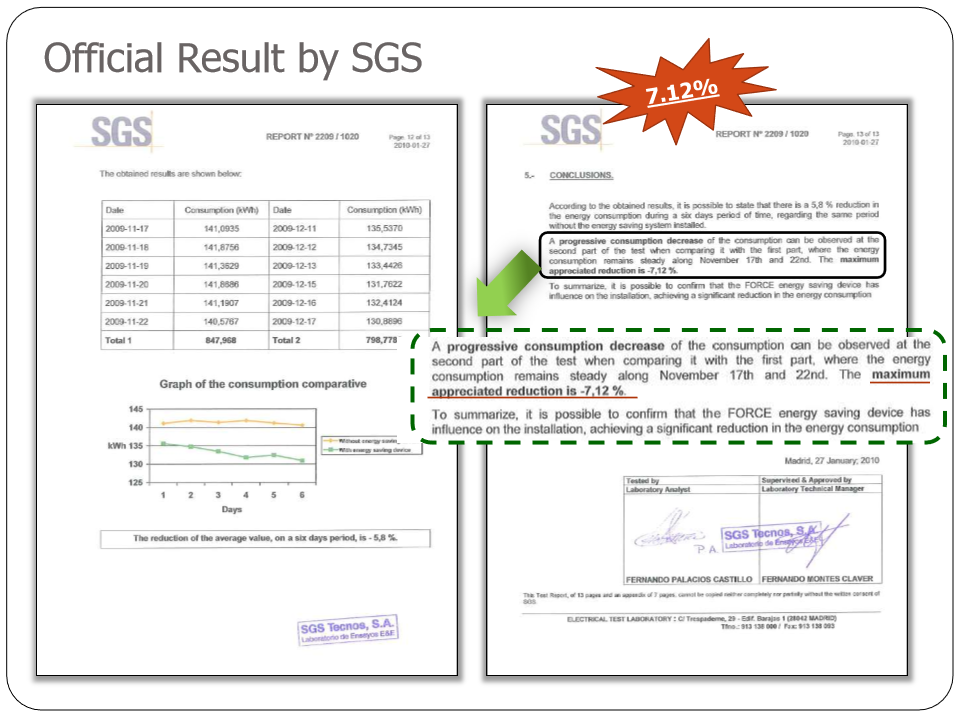 Official Result by SGS
7.12%
SGS
REPORT Nº 2209 / 1020
Page: 12 of 13
2010-01-27
The obtained results are shown below:
Date Consumption (kWh) Date Consumption (kWh)
2009-11-17 141,0935 2009-12-11 135,5370
2009-11-18 141,8756 2009-12-12 134,7345
2009-11-19 141,3629 2009-12-13 133,4426
2009-11-20 141,8686 2009-12-15 131,7622
2009-11-21 141,1907 2009-12-16 132,4124
2009-11-22 140,5767 2009-12-17 130,8896
Total 1 847,968 Total 2 798,778
Graph of the consumption comparative
145
140
kWh 135
130
125
1 2 3 4 5 6
Days
Without energy savin
With energy saving device
The reduction of the average value, on a six days period, is - 5,8 %.
SGS Tecnos, S.A.
Laboratorio de Ensayos E&E
SGS
REPORT Nº 2209 / 1020
Page: 13 of 13
2010-01-27
5.- CONCLUSIONS.
According to the obtained results, it is possible to state that there is a 5,8 % reduction in
the energy consumption during a six days period of time, regarding the same period
without the energy saving system installed.
A progressive consumption decrease of the consumption can be observed at the
second part of the test when comparing it with the first part, where the energy
consumption remains steady along November 17th and 22nd. The maximum
appreciated reduction is -7,12 %.
To summarize, it is possible to confirm that the FORCE energy saving device has
influence on the installation, achieving a significant reduction in the energy consumption
A progressive consumption decrease of the consumption can be observed at the
second part of the test when comparing it with the first part, where the energy
consumption remains steady along November 17th and 22nd. The maximum
appreciated reduction is -7,12 %.
To summarize, it is possible to confirm that the FORCE energy saving device has
influence on the installation, achieving a significant reduction in the energy consumption
Madrid, 27 January, 2010
Tested by Supervised & Approved by
Laboratory Analyst Laboratory Technical Manager
P.A.
SGS Tecnos, S.A.
Laboratorio de Ensayos E&E
FERNANDO PALACIOS CASTILLO FERNANDO MONTES CLAVER
This Test Report, of 13 pages and an appendix of 7 pages, cannot be copied neither completely nor partially without the written consent of
SGS.
ELECTRICAL TEST LABORATORY : C/ Trespaderne, 29 - Edif. Barajas 1 (28042 MADRID)
Tfno.: 913 138 000 / Fax: 913 138 093